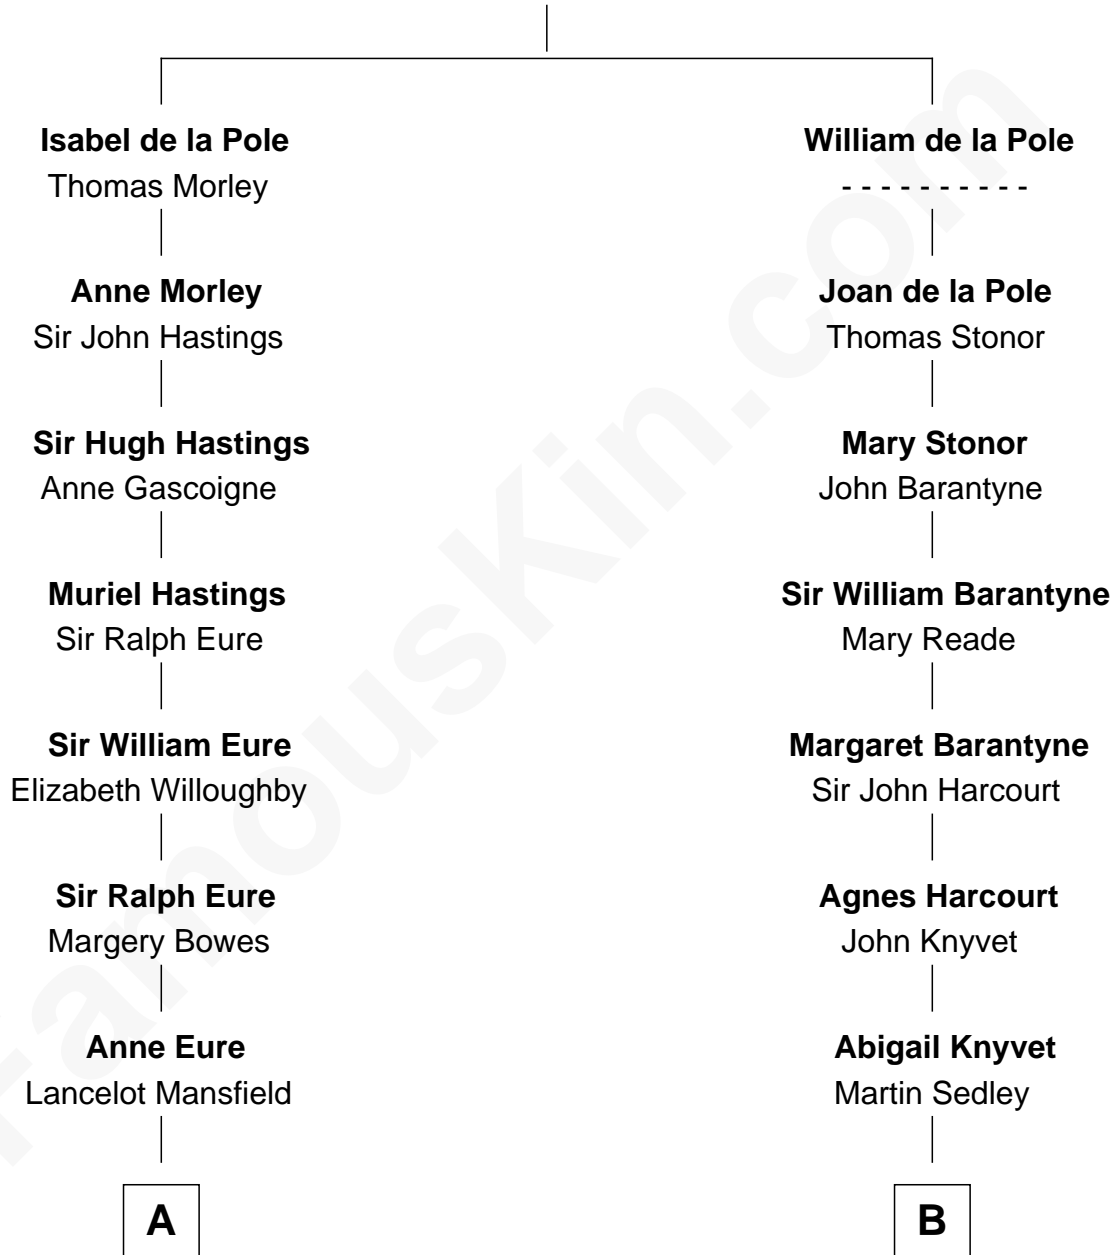 Isabel de la Pole
Thomas Morley
Anne Morley
Sir John Hastings
Sir Hugh Hastings
Anne Gascoigne
Muriel Hastings
Sir Ralph Eure
Sir William Eure
Elizabeth Willoughby
Sir Ralph Eure
Margery Bowes
Anne Eure
Lancelot Mansfield
A
William de la Pole
- - - - - - - - - -
Joan de la Pole
Thomas Stonor
Mary Stonor
John Barantyne
Sir William Barantyne
Mary Reade
Margaret Barantyne
Sir John Harcourt
Agnes Harcourt
John Knyvet
Abigail Knyvet
Martin Sedley
B
FamousKin.com